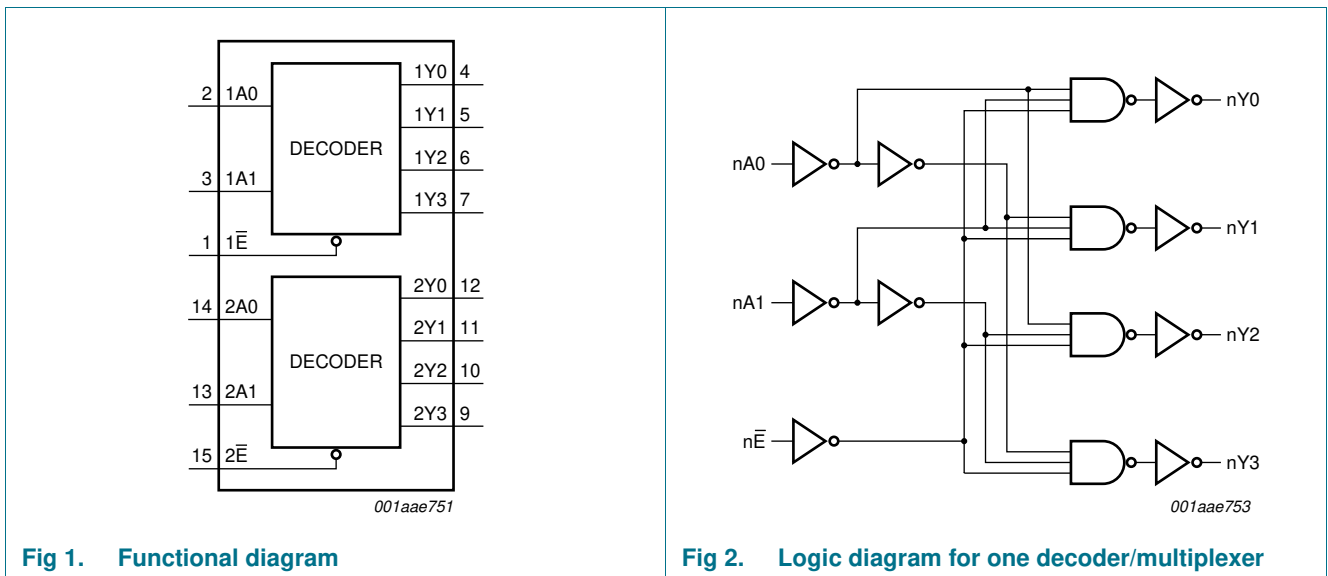 2 1A0
3 1A1
1 1E̅
DECODER
1Y0 4
1Y1 5
1Y2 6
1Y3 7
14 2A0
13 2A1
15 2E̅
DECODER
2Y0 12
2Y1 11
2Y2 10
2Y3 9
001aae751
Fig 1. Functional diagram
nA0
nA1
nE̅
nY0
nY1
nY2
nY3
001aae753
Fig 2. Logic diagram for one decoder/multiplexer